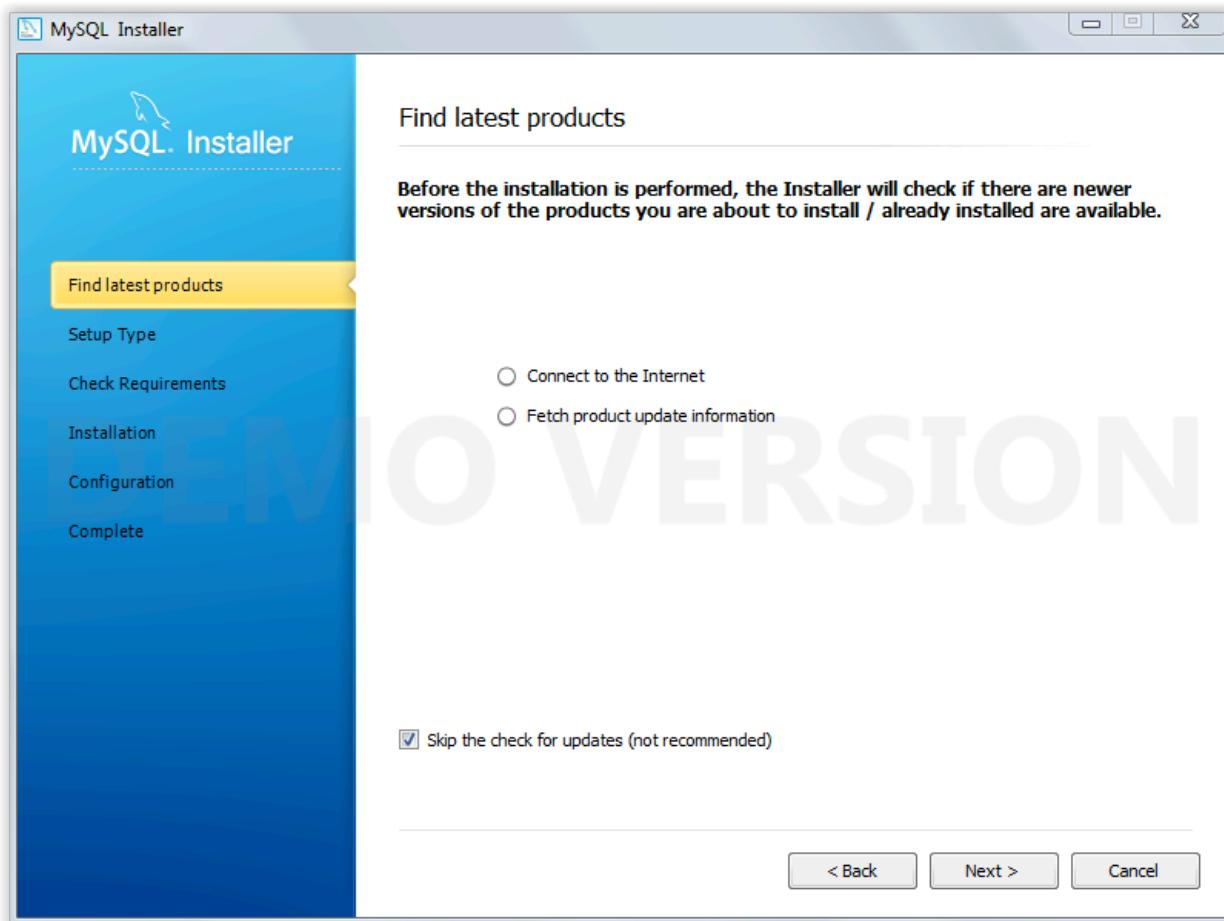 MySQL Installer
MySQL. Installer
Find latest products
Setup Type
Check Requirements
Installation
Configuration
Complete
Find latest products
Before the installation is performed, the Installer will check if there are newer
versions of the products you are about to install / already installed are available.
Connect to the Internet
Fetch product update information
DEMO VERSION
Skip the check for updates (not recommended)
< Back
Next >
Cancel